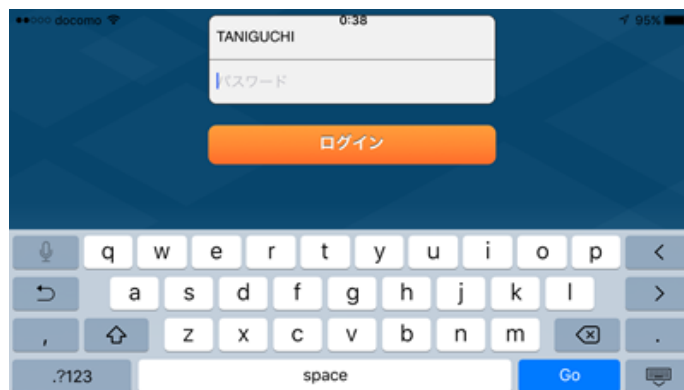 docomo 0:38 95%
TANIGUCHI
パスワード
ログイン
q w e r t y u i o p <
a s d f g h j k l >
, z x c v b n m .
.?123 space Go